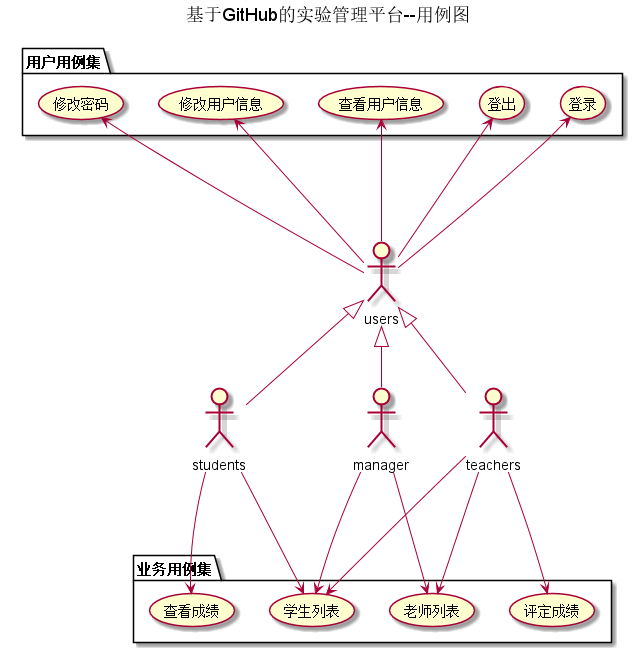 基于GitHub的实验管理平台--用例图
用户用例集
修改密码
修改用户信息
查看用户信息
登出
登录
users
students
manager
teachers
业务用例集
查看成绩
学生列表
老师列表
评定成绩